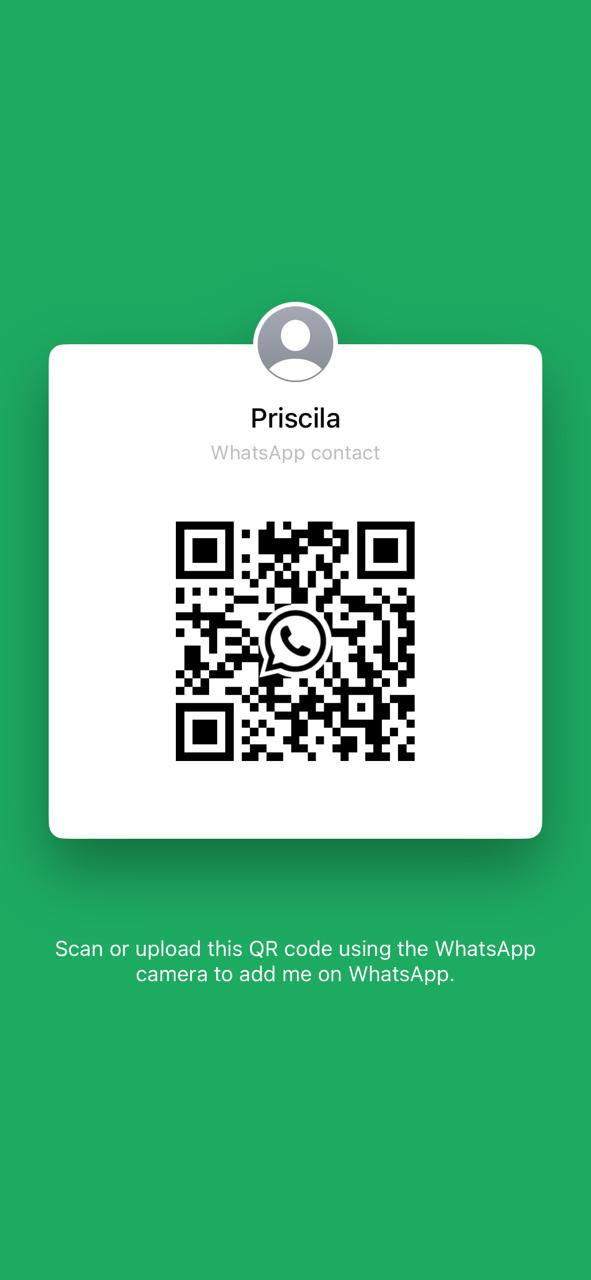 Priscila
WhatsApp contact
Scan or upload this QR code using the WhatsApp
camera to add me on WhatsApp.